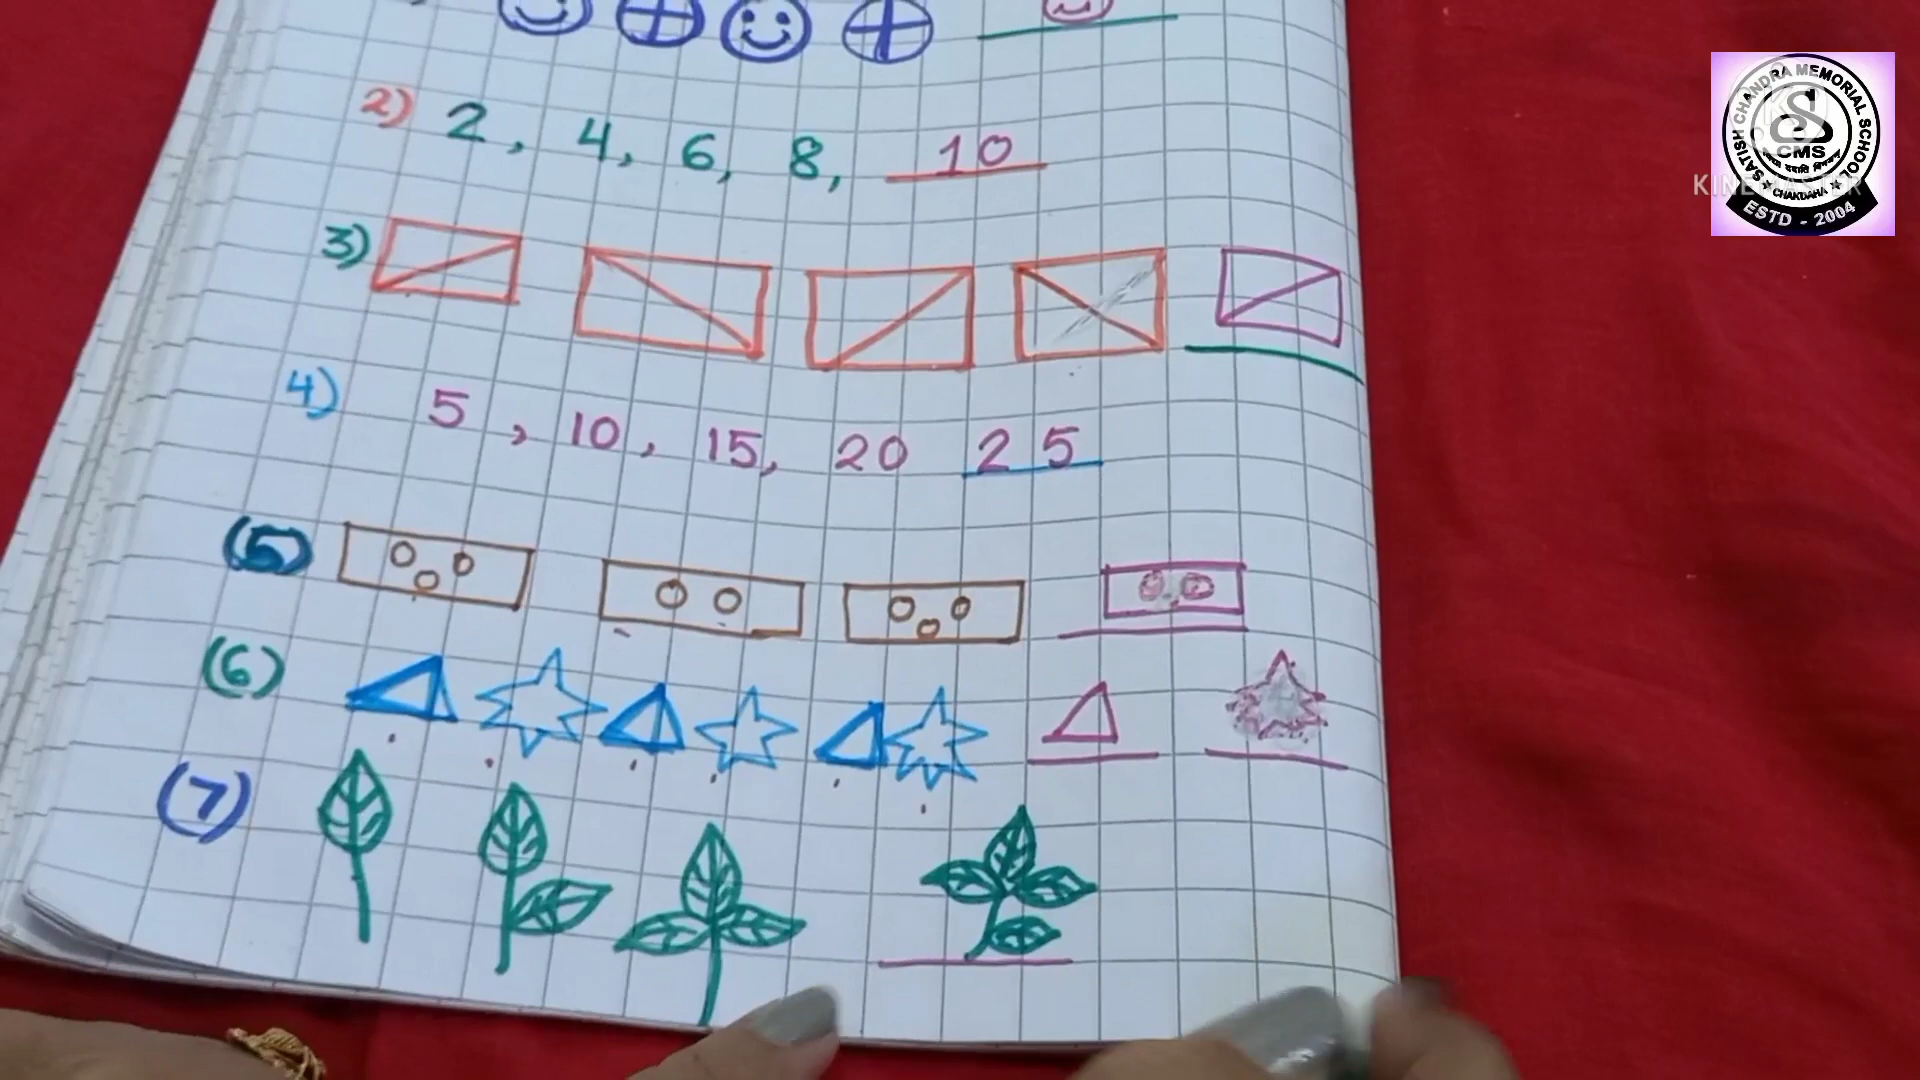 2) 2, 4, 6, 8, 10
3)
4) 5, 10, 15, 20 25
(5)
(6)
(7)
SATISH CHANDRA MEMORIAL SCHOOL
S
CMS
CHAKDAHA
ESTD - 2004
KINEMASTER